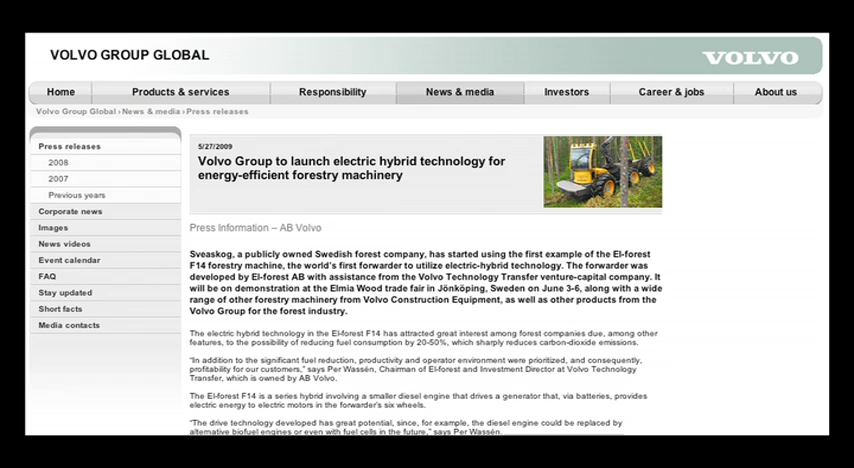 VOLVO GROUP GLOBAL
VOLVO
Home
Products & services
Responsibility
News & media
Investors
Career & jobs
About us
Volvo Group Global › News & media › Press releases
Press releases
2008
2007
Previous years
Corporate news
Images
News videos
Event calendar
FAQ
Stay updated
Short facts
Media contacts
5/27/2009
Volvo Group to launch electric hybrid technology for
energy-efficient forestry machinery
Press Information – AB Volvo
Sveaskog, a publicly owned Swedish forest company, has started using the first example of the El-forest
F14 forestry machine, the world's first forwarder to utilize electric-hybrid technology. The forwarder was
developed by El-forest AB with assistance from the Volvo Technology Transfer venture-capital company. It
will be on demonstration at the Elmia Wood trade fair in Jönköping, Sweden on June 3-6, along with a wide
range of other forestry machinery from Volvo Construction Equipment, as well as other products from the
Volvo Group for the forest industry.
The electric hybrid technology in the El-forest F14 has attracted great interest among forest companies due, among other
features, to the possibility of reducing fuel consumption by 20-50%, which sharply reduces carbon-dioxide emissions.
“In addition to the significant fuel reduction, productivity and operator environment were prioritized, and consequently,
profitability for our customers,” says Per Wassén, Chairman of El-forest and Investment Director at Volvo Technology
Transfer, which is owned by AB Volvo.
The El-forest F14 is a series hybrid involving a smaller diesel engine that drives a generator that, via batteries, provides
electric energy to electric motors in the forwarder's six wheels.
“The drive technology developed has great potential, since, for example, the diesel engine could be replaced by
alternative biofuel engines or even with fuel cells in the future,” says Per Wassén.